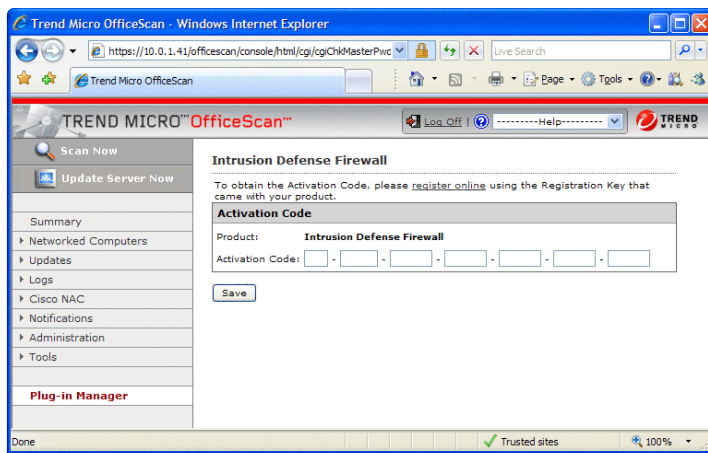 Trend Micro OfficeScan - Windows Internet Explorer
https://10.0.1.41/officescan/console/html/cgi/cgiChkMasterPwd
Live Search
Trend Micro OfficeScan
Page
Tools
TREND MICRO™ OfficeScan™
Log Off | ---------Help---------
TREND MICRO
Scan Now
Update Server Now
Summary
Networked Computers
Updates
Logs
Cisco NAC
Notifications
Administration
Tools
Plug-in Manager
Intrusion Defense Firewall
To obtain the Activation Code, please register online using the Registration Key that
came with your product.
Activation Code
Product: Intrusion Defense Firewall
Activation Code: - - - - - -
Save
Done
Trusted sites
100%